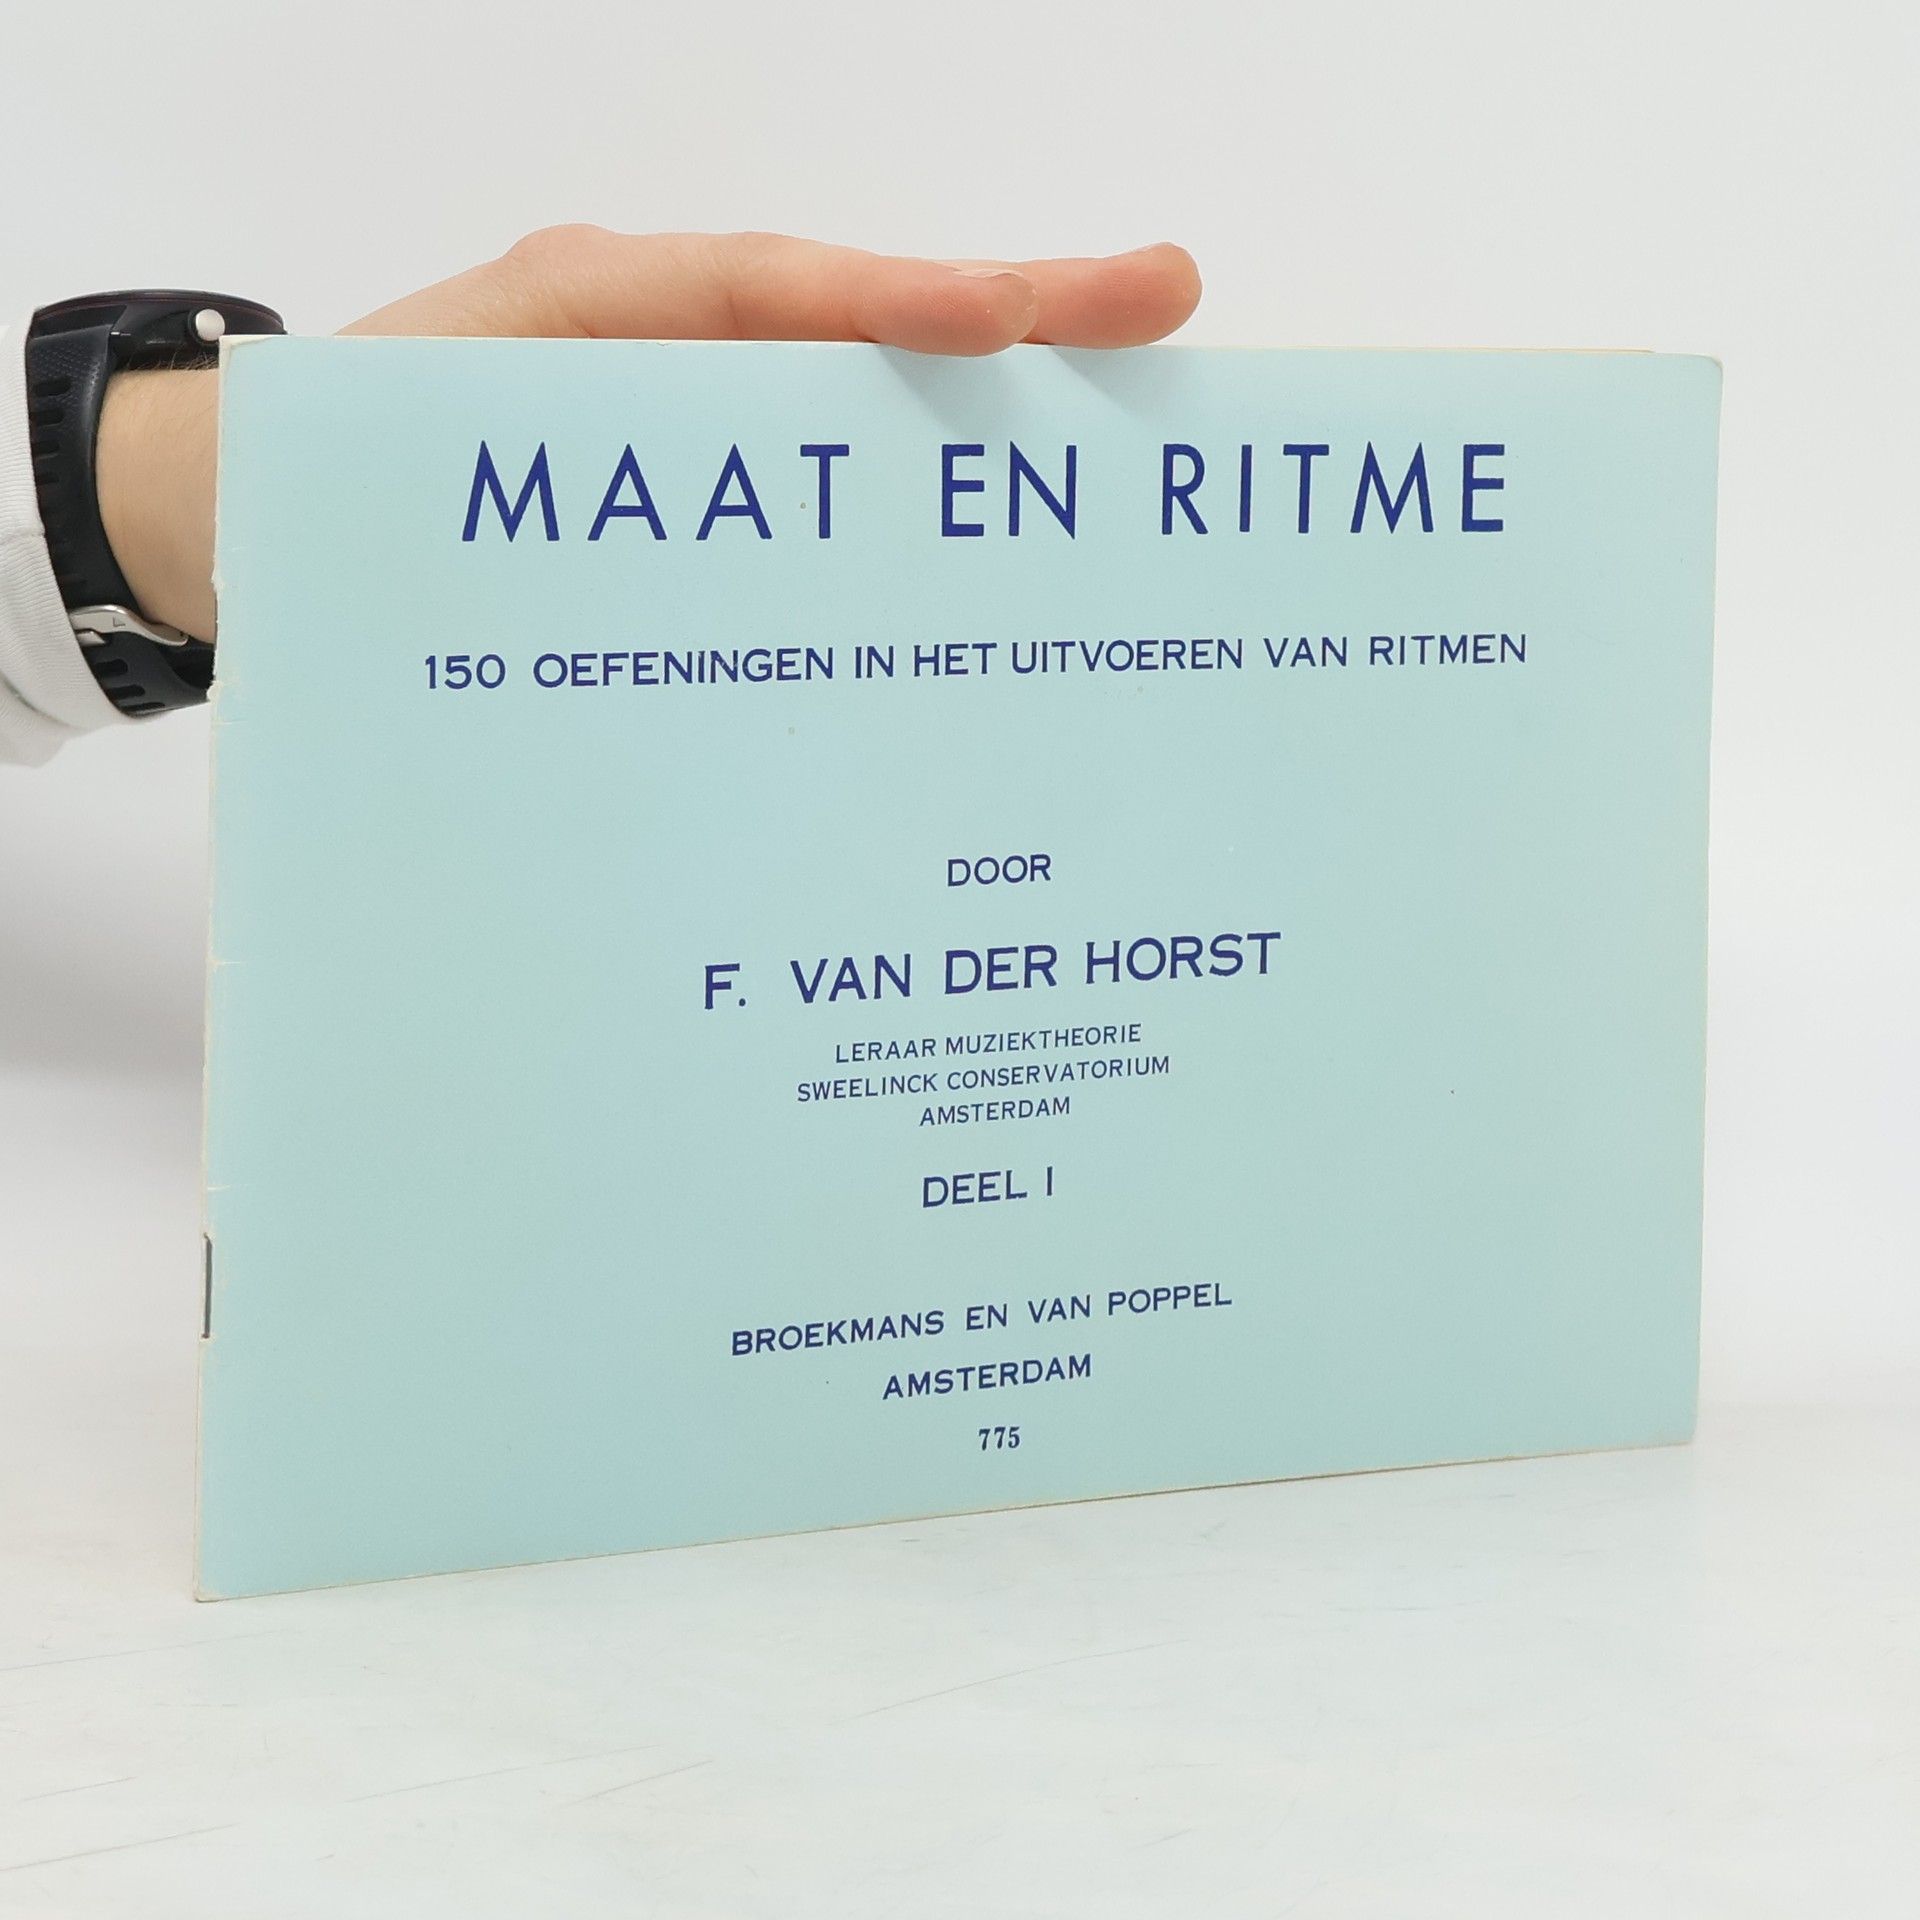 MAAT EN RITME
150 OEFENINGEN IN HET UITVOEREN VAN RITMEN
DOOR
F. VAN DER HORST
LERAAR MUZIEKTHEORIE
SWEELINCK CONSERVATORIUM
AMSTERDAM
DEEL I
BROEKMANS EN VAN POPPEL
AMSTERDAM
775